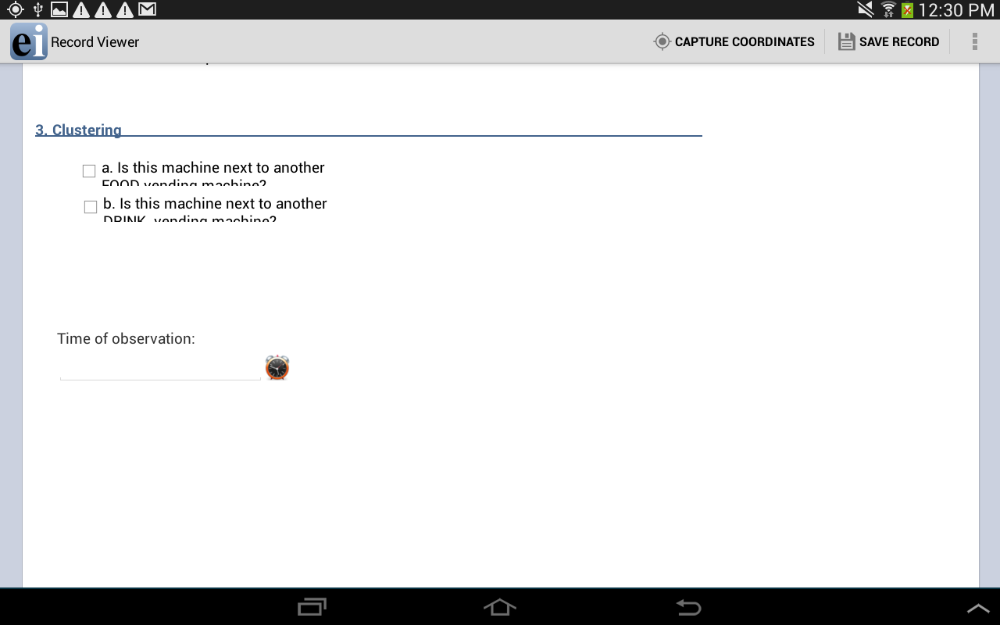 12:30 PM
ei Record Viewer
CAPTURE COORDINATES
SAVE RECORD
3. Clustering
a. Is this machine next to another
FOOD vending machine?
b. Is this machine next to another
DRINK vending machine?
Time of observation: